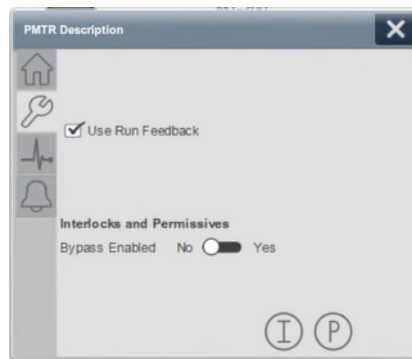 PMTR Description
Use Run Feedback
Interlocks and Permissives
Bypass Enabled No Yes
I P